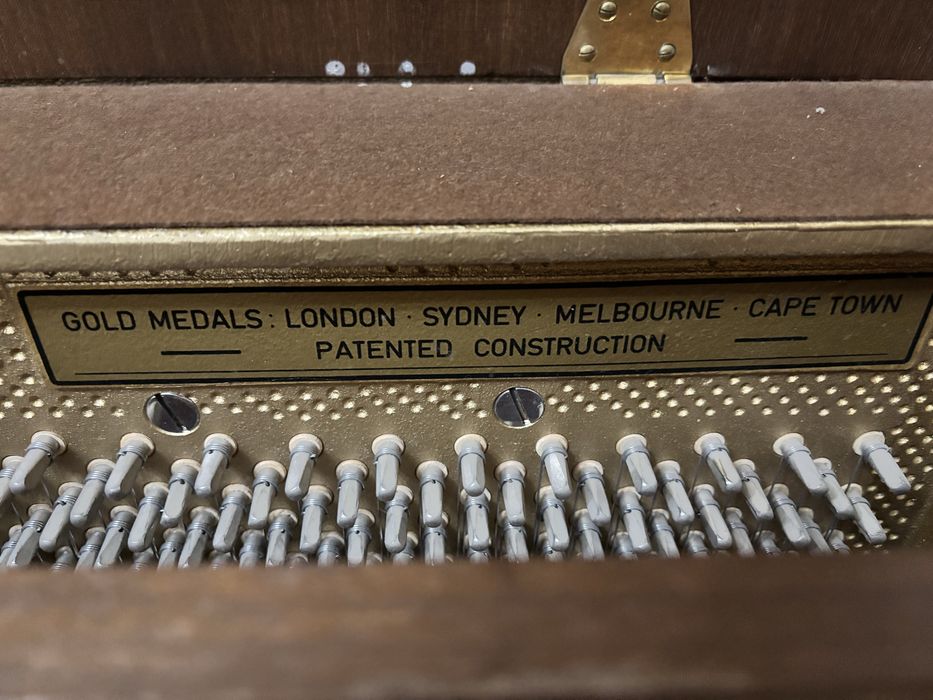 GOLD MEDALS: LONDON · SYDNEY · MELBOURNE · CAPE TOWN
PATENTED CONSTRUCTION